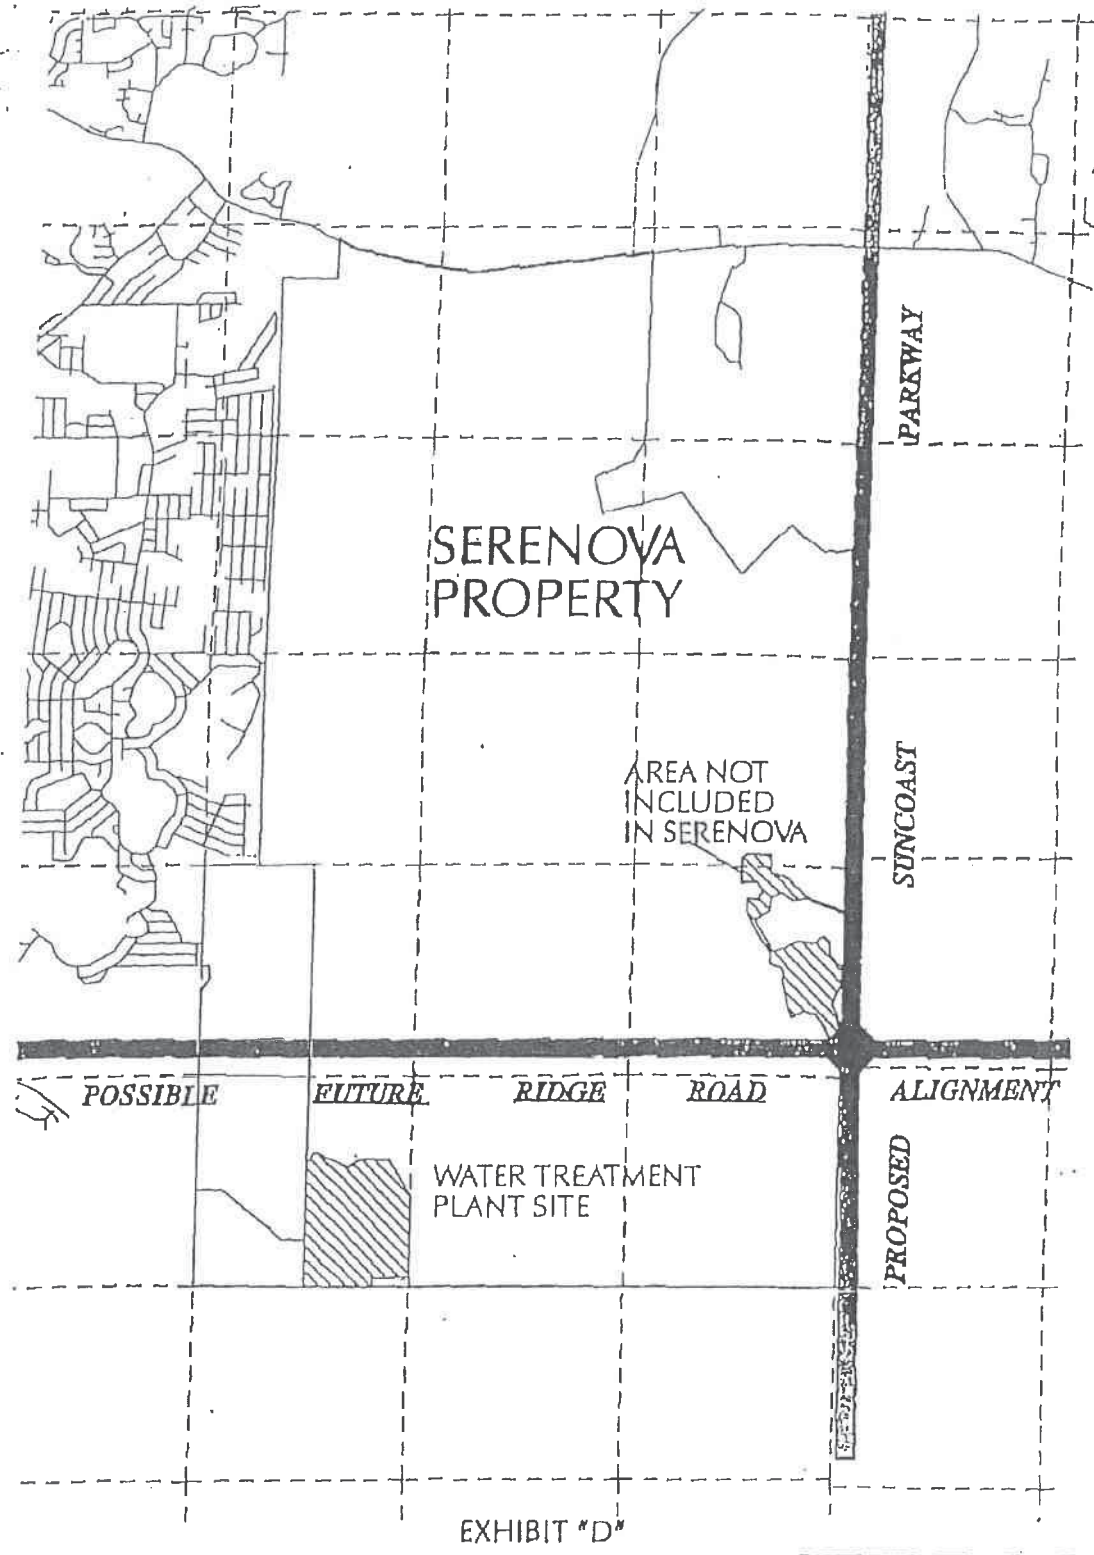 PARKWAY
SERENOVA
PROPERTY
AREA NOT
INCLUDED
IN SERENOVA
SUNCOAST
POSSIBLE FUTURE RIDGE ROAD ALIGNMENT
WATER TREATMENT
PLANT SITE
PROPOSED
EXHIBIT "D"